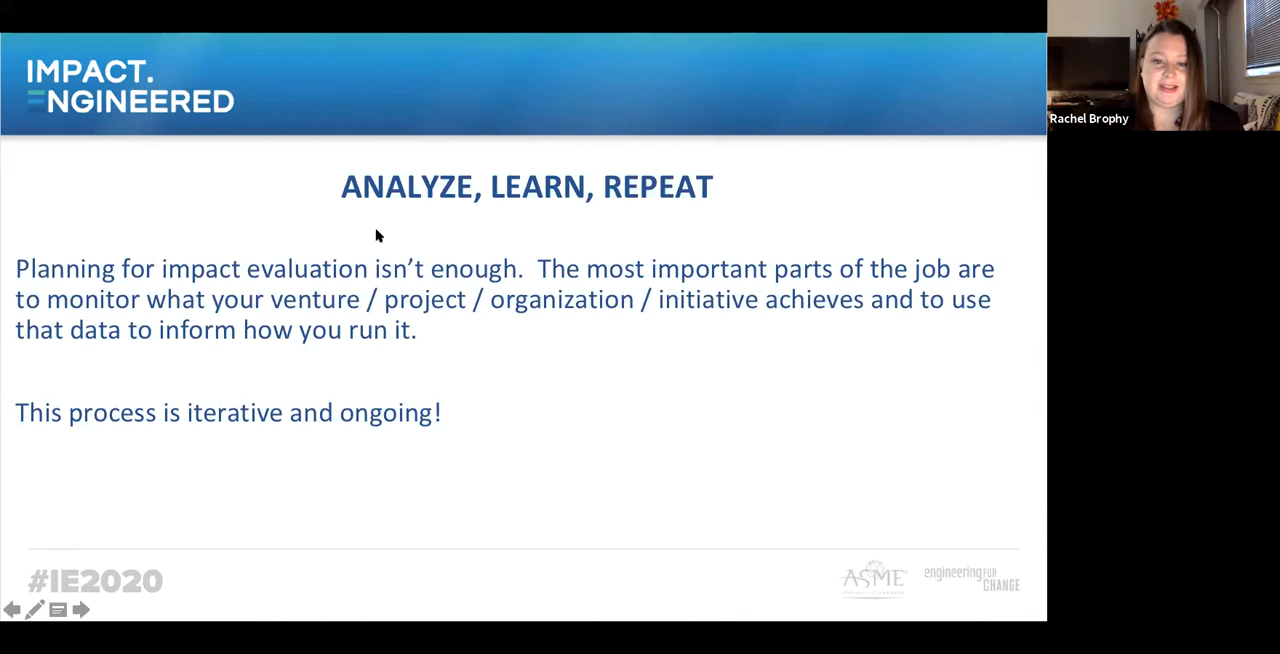 IMPACT.
ENGINEERED
Rachel Brophy
ANALYZE, LEARN, REPEAT
Planning for impact evaluation isn’t enough.  The most important parts of the job are
to monitor what your venture / project / organization / initiative achieves and to use
that data to inform how you run it.
This process is iterative and ongoing!
#IE2020
ASME
engineering FOR
CHANGE